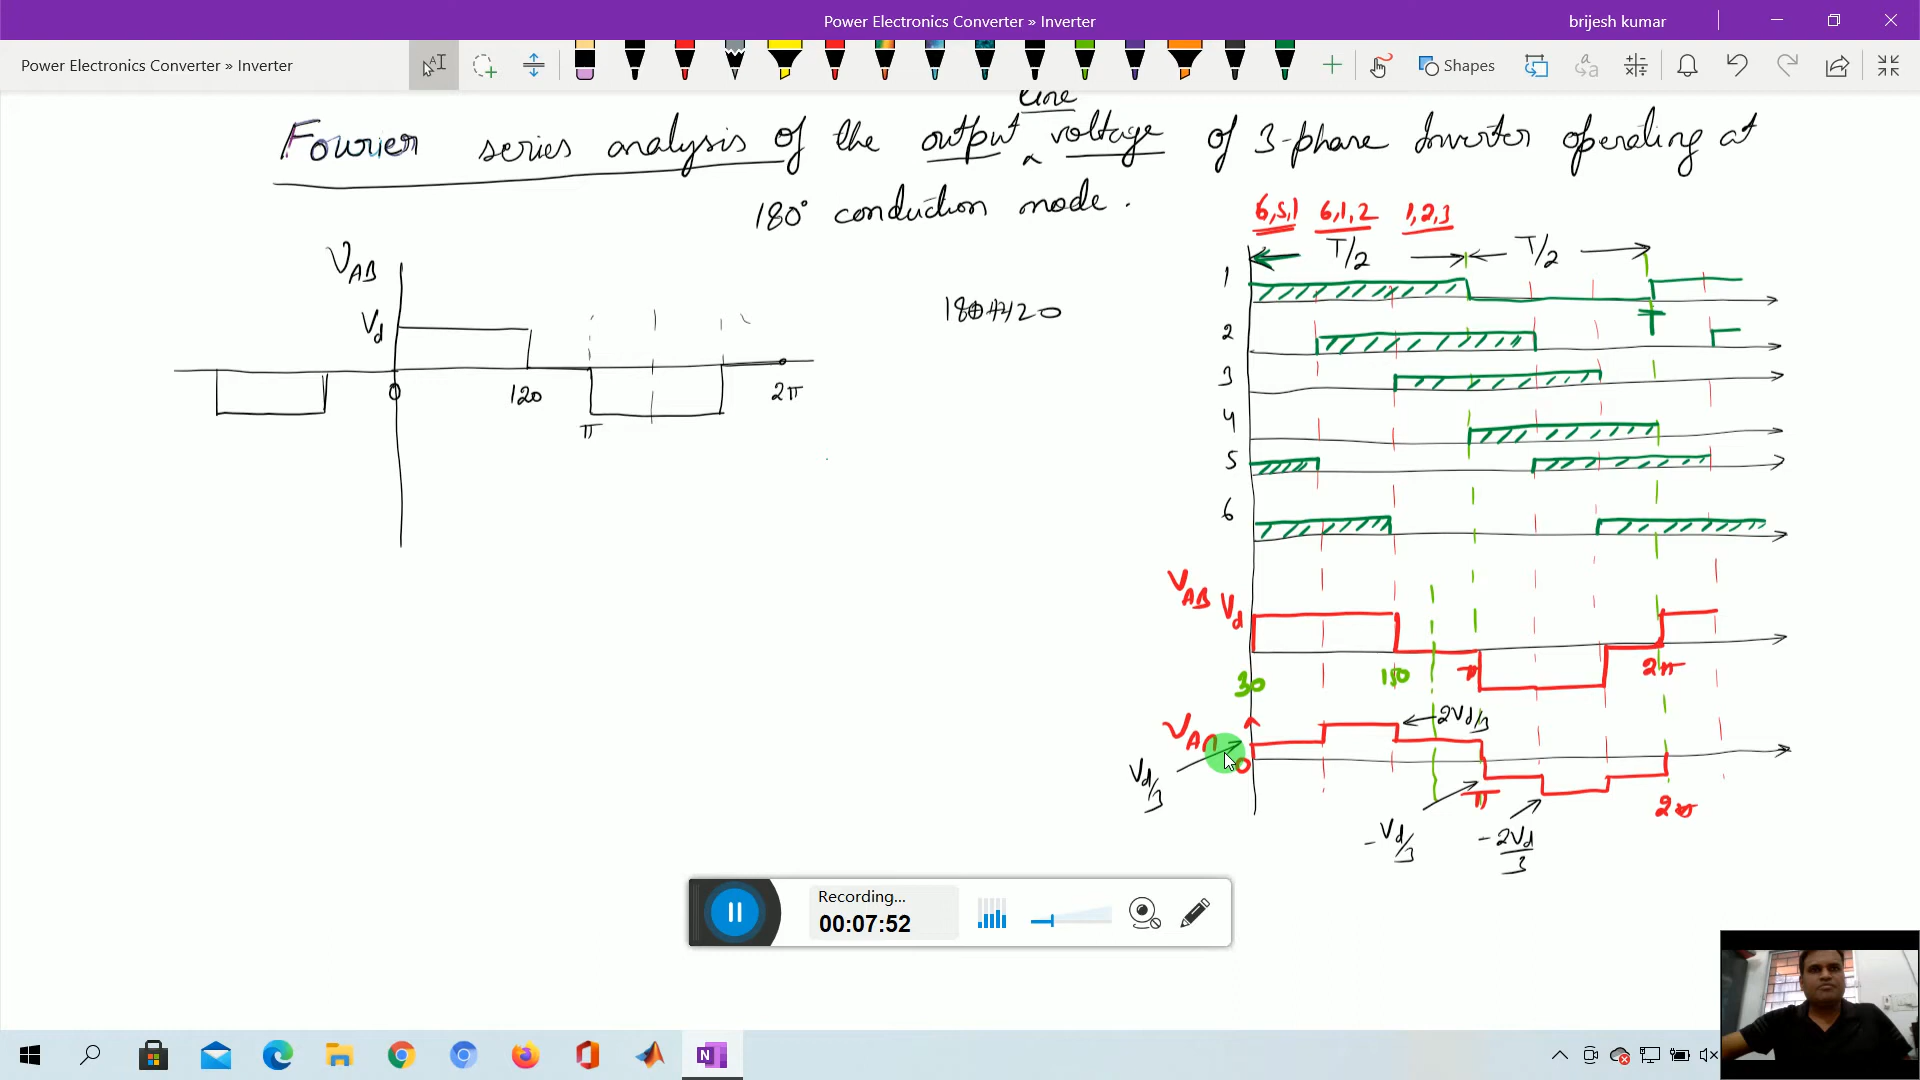 Power Electronics Converter » Inverter
brijesh kumar
Power Electronics Converter » Inverter
Shapes
line
Fourier series analysis of the output voltage of 3-phase Inverter operating at
180° conduction mode.
6,5,1 6,1,2 1,2,3
T/2 T/2
VAB
Vd
0 120 π 2π
1
2
3
4
5
6
VAB Vd
30 150 π 2π
VAn
2Vd/3
0
Vd/3
π 2π
-Vd/3
-2Vd/3
Recording...
00:07:52